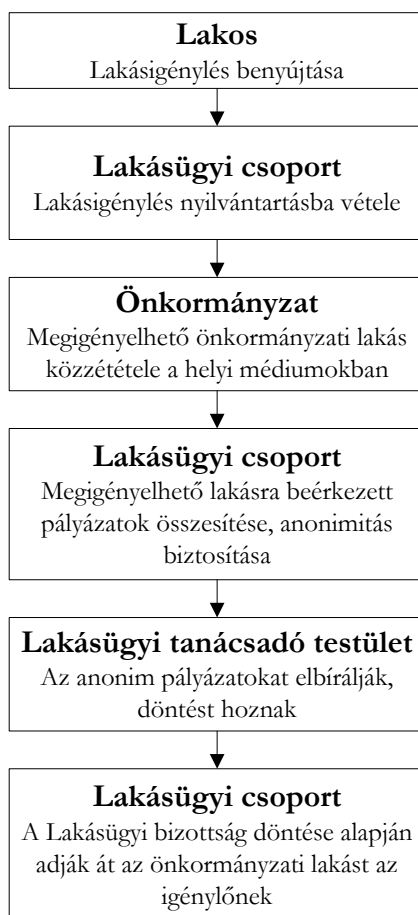 Lakos
Lakásigénylés benyújtása
Lakásügyi csoport
Lakásigénylés nyilvántartásba vétele
Önkormányzat
Megigényelhető önkormányzati lakás
közzététele a helyi médiumokban
Lakásügyi csoport
Megigényelhető lakásra beérkezett
pályázatok összesítése, anonimitás
biztosítása
Lakásügyi tanácsadó testület
Az anonim pályázatokat elbírálják,
döntést hoznak
Lakásügyi csoport
A Lakásügyi bizottság döntése alapján
adják át az önkormányzati lakást az
igénylőnek